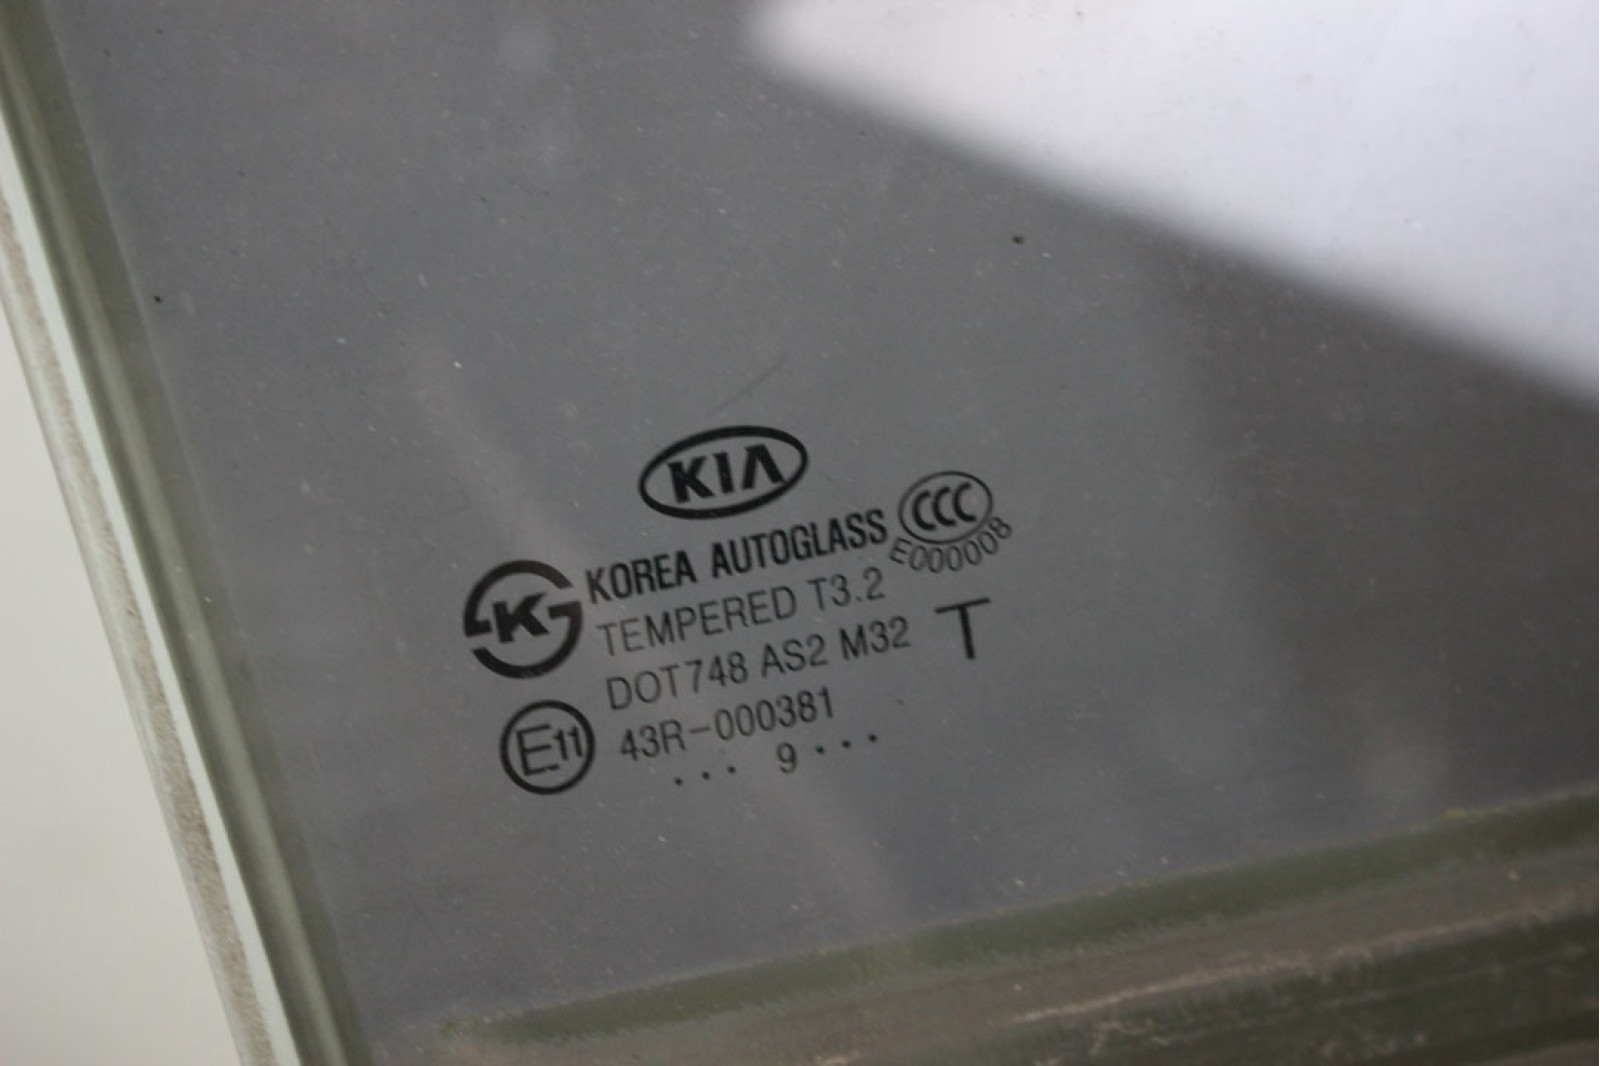 KIA
KOREA AUTOGLASS CCC
E000008
K
TEMPERED T3.2
DOT748 AS2 M32 T
E11 43R-000381
... 9 ...